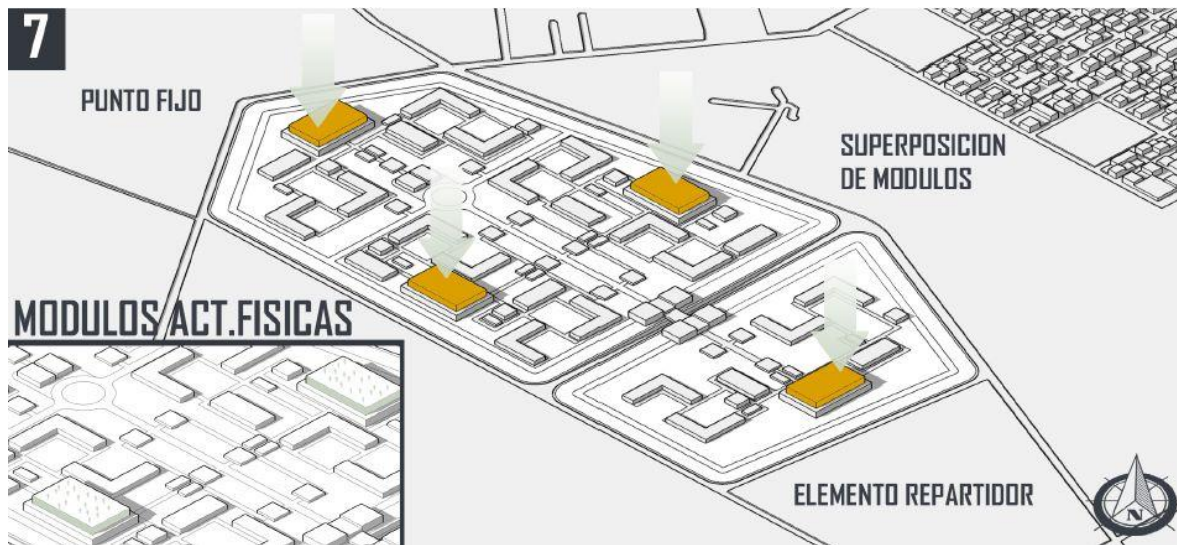 7
PUNTO FIJO
SUPERPOSICION
DE MODULOS
MODULOS ACT.FISICAS
ELEMENTO REPARTIDOR
N